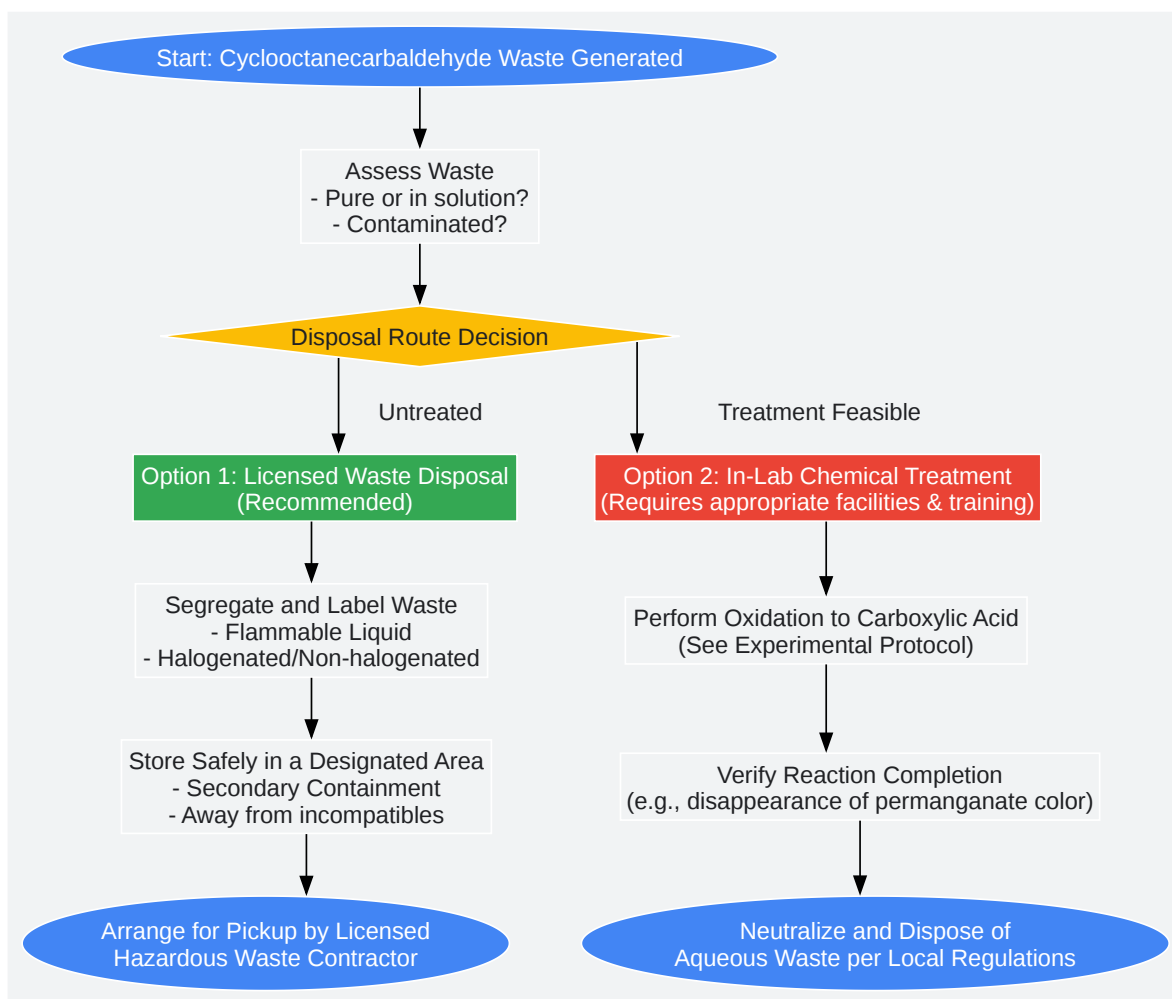 Start: Cyclooctanecarbaldehyde Waste Generated
Assess Waste
- Pure or in solution?
- Contaminated?
Disposal Route Decision
Untreated
Treatment Feasible
Option 1: Licensed Waste Disposal
(Recommended)
Option 2: In-Lab Chemical Treatment
(Requires appropriate facilities & training)
Segregate and Label Waste
- Flammable Liquid
- Halogenated/Non-halogenated
Perform Oxidation to Carboxylic Acid
(See Experimental Protocol)
Store Safely in a Designated Area
- Secondary Containment
- Away from incompatibles
Verify Reaction Completion
(e.g., disappearance of permanganate color)
Arrange for Pickup by Licensed
Hazardous Waste Contractor
Neutralize and Dispose of
Aqueous Waste per Local Regulations